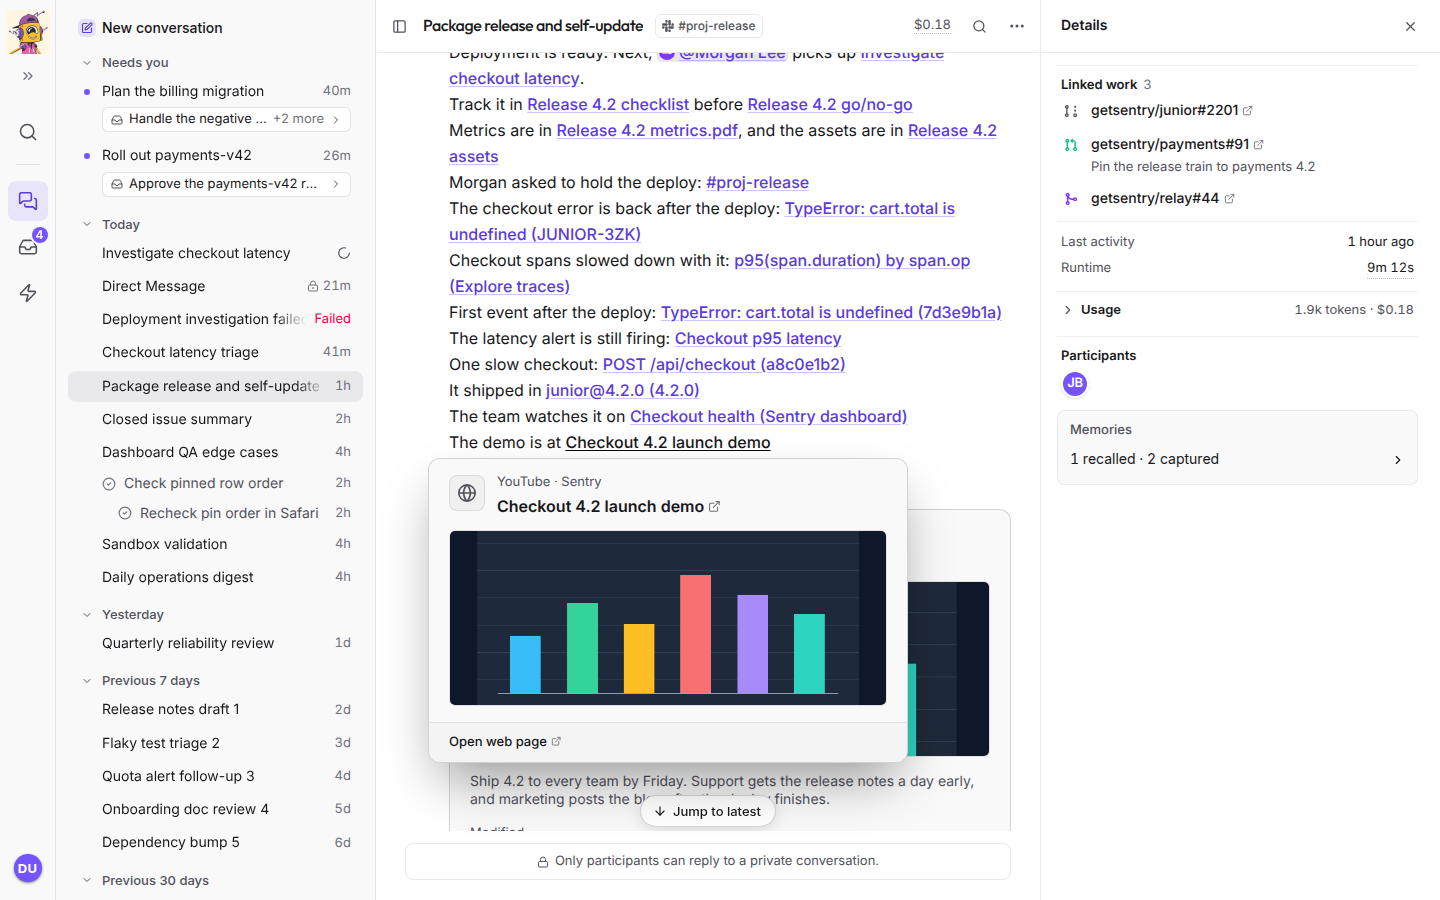 New conversation
Needs you
Plan the billing migration 40m
Handle the negative ... +2 more
Roll out payments-v42 26m
Approve the payments-v42 r...
4
Today
Investigate checkout latency
Direct Message 21m
Deployment investigation failed Failed
Checkout latency triage 41m
Package release and self-update 1h
Closed issue summary 2h
Dashboard QA edge cases 4h
Check pinned row order 2h
Recheck pin order in Safari 2h
Sandbox validation 4h
Daily operations digest 4h
Yesterday
Quarterly reliability review 1d
Previous 7 days
Release notes draft 1 2d
Flaky test triage 2 3d
Quota alert follow-up 3 4d
Onboarding doc review 4 5d
Dependency bump 5 6d
Previous 30 days
DU
Package release and self-update #proj-release $0.18
Deployment is ready. Next, @Morgan Lee picks up investigate
checkout latency.
Track it in Release 4.2 checklist before Release 4.2 go/no-go
Metrics are in Release 4.2 metrics.pdf, and the assets are in Release 4.2
assets
Morgan asked to hold the deploy: #proj-release
The checkout error is back after the deploy: TypeError: cart.total is
undefined (JUNIOR-3ZK)
Checkout spans slowed down with it: p95(span.duration) by span.op
(Explore traces)
First event after the deploy: TypeError: cart.total is undefined (7d3e9b1a)
The latency alert is still firing: Checkout p95 latency
One slow checkout: POST /api/checkout (a8c0e1b2)
It shipped in junior@4.2.0 (4.2.0)
The team watches it on Checkout health (Sentry dashboard)
The demo is at Checkout 4.2 launch demo
YouTube · Sentry
Checkout 4.2 launch demo
Open web page
Ship 4.2 to every team by Friday. Support gets the release notes a day early,
and marketing posts the finishes.
Modified
Jump to latest
Only participants can reply to a private conversation.
Details
Linked work 3
getsentry/junior#2201
getsentry/payments#91
Pin the release train to payments 4.2
getsentry/relay#44
Last activity 1 hour ago
Runtime 9m 12s
Usage 1.9k tokens · $0.18
Participants
JB
Memories
1 recalled · 2 captured